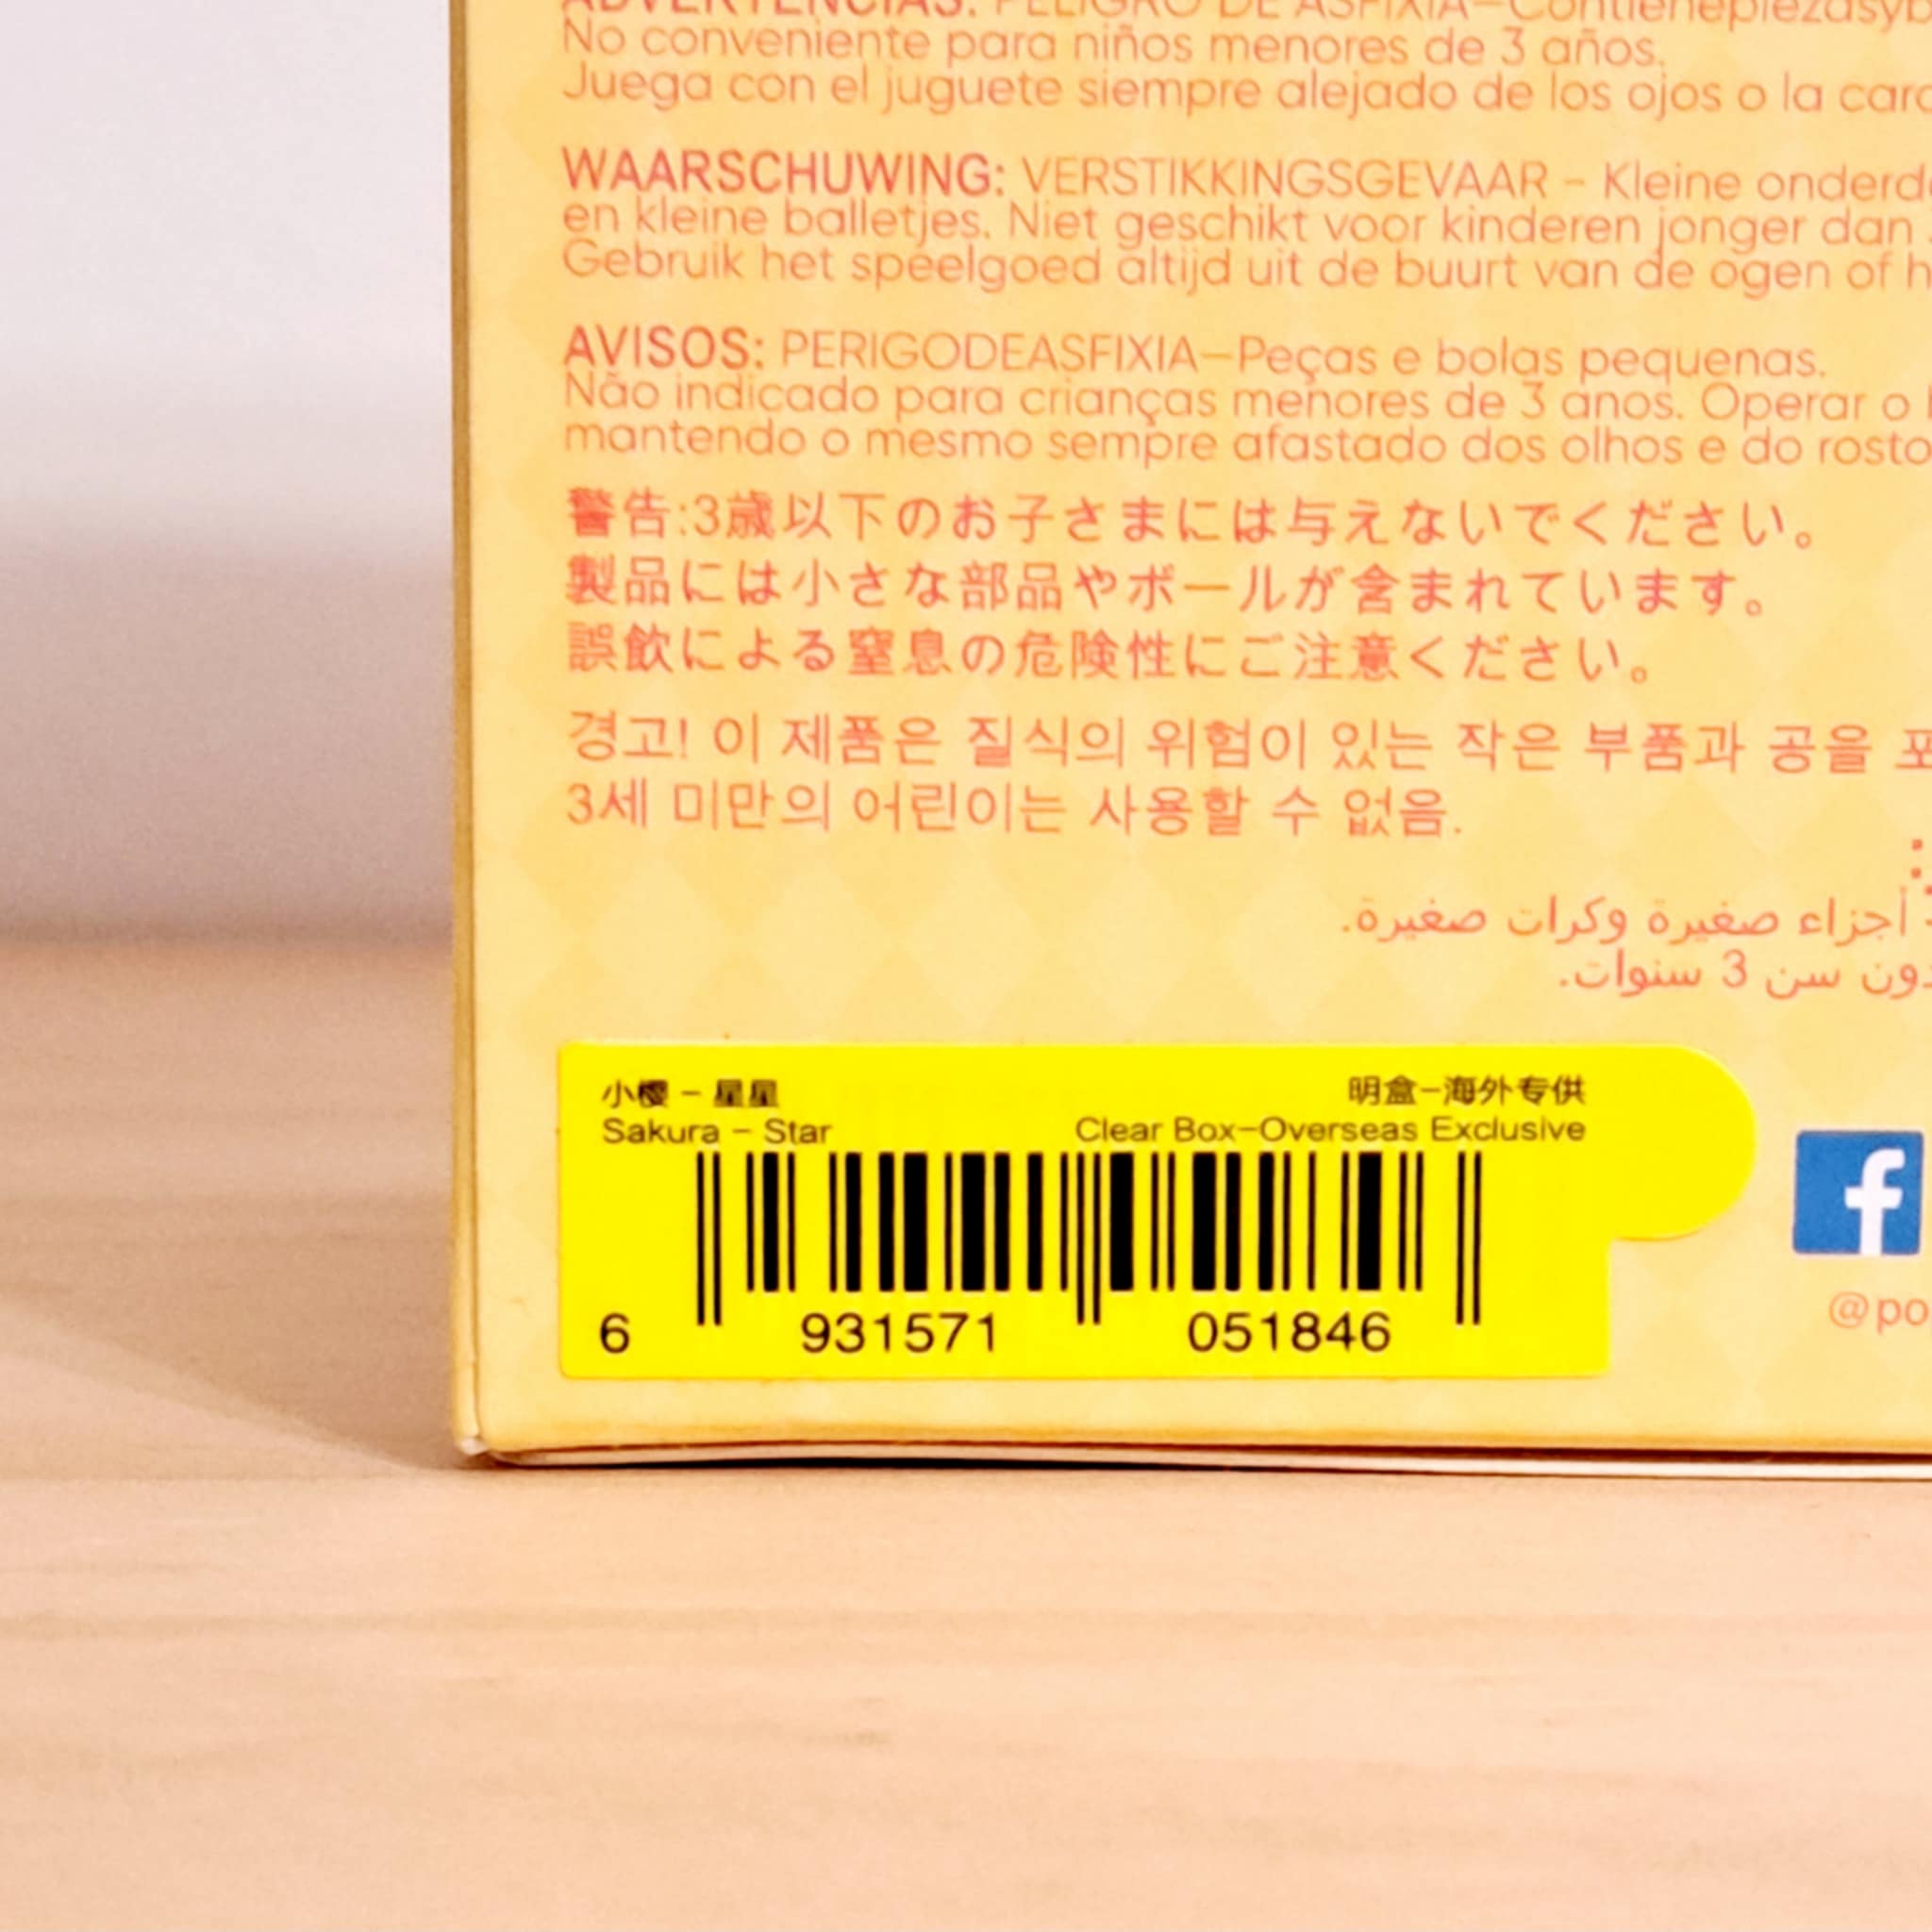 ADVERTENCIAS: PELIGRO DE ASFIXIA—Contienepiezasyb
No conveniente para niños menores de 3 años.
Juega con el juguete siempre alejado de los ojos o la cara
WAARSCHUWING: VERSTIKKINGSGEVAAR – Kleine onderd
en kleine balletjes. Niet geschikt voor kinderen jonger dan
Gebruik het speelgoed altijd uit de buurt van de ogen of h
AVISOS: PERIGODEASFIXIA—Peças e bolas pequenas.
Não indicado para crianças menores de 3 anos. Operar o
mantendo o mesmo sempre afastado dos olhos e do rosto
警告:3歳以下のお子さまには与えないでください。
製品には小さな部品やボールが含まれています。
誤飲による窒息の危険性にご注意ください。
경고! 이 제품은 질식의 위험이 있는 작은 부품과 공을 포
3세 미만의 어린이는 사용할 수 없음.
- أجزاء صغيرة وكرات صغيرة.
دون سن 3 سنوات.
小樱 – 星星
Sakura – Star
明盒–海外专供
Clear Box–Overseas Exclusive
6 931571 051846
f
@po